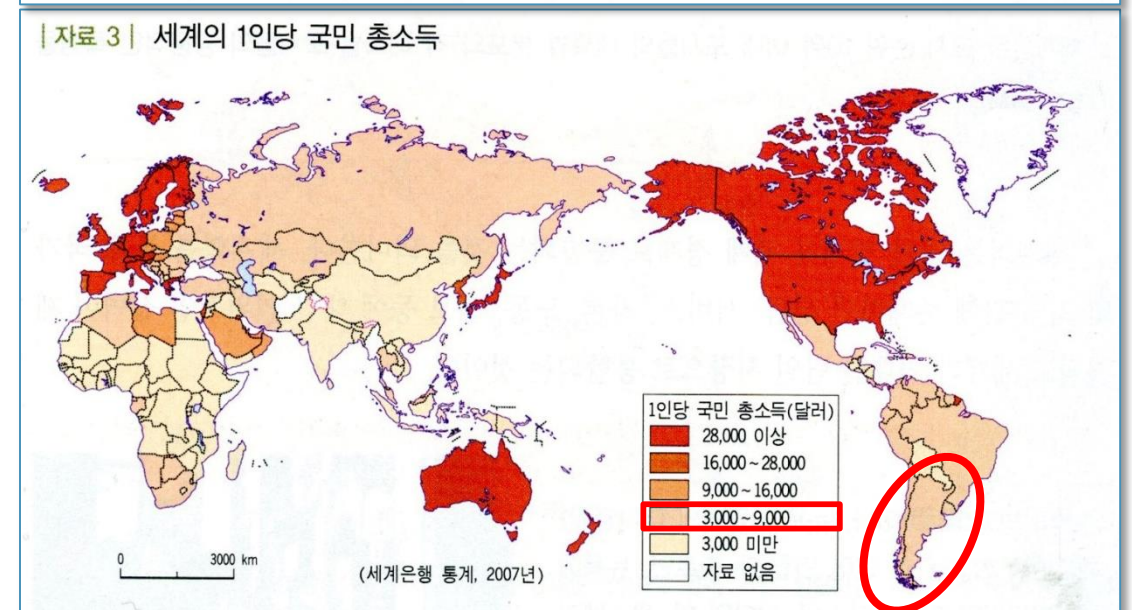 자료 3 세계의 1인당 국민 총소득
1인당 국민 총소득(달러)
28,000 이상
16,000~28,000
9,000~16,000
3,000~9,000
3,000 미만
자료 없음
0 3000 km
(세계은행 통계, 2007년)